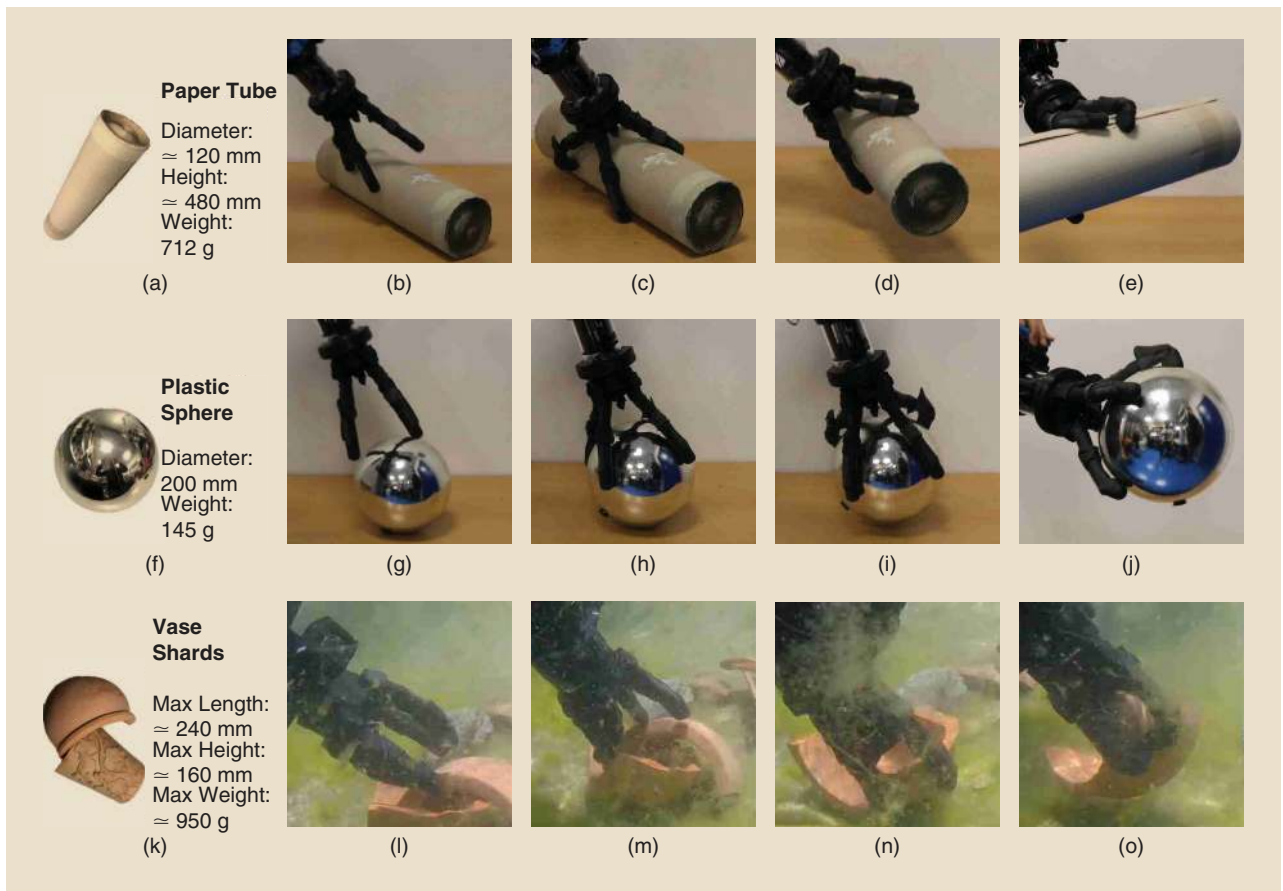 Paper Tube
Diameter:
≃ 120 mm
Height:
≃ 480 mm
Weight:
712 g
(a)
(b)
(c)
(d)
(e)
Plastic
Sphere
Diameter:
200 mm
Weight:
145 g
(f)
(g)
(h)
(i)
(j)
Vase
Shards
Max Length:
≃ 240 mm
Max Height:
≃ 160 mm
Max Weight:
≃ 950 g
(k)
(l)
(m)
(n)
(o)